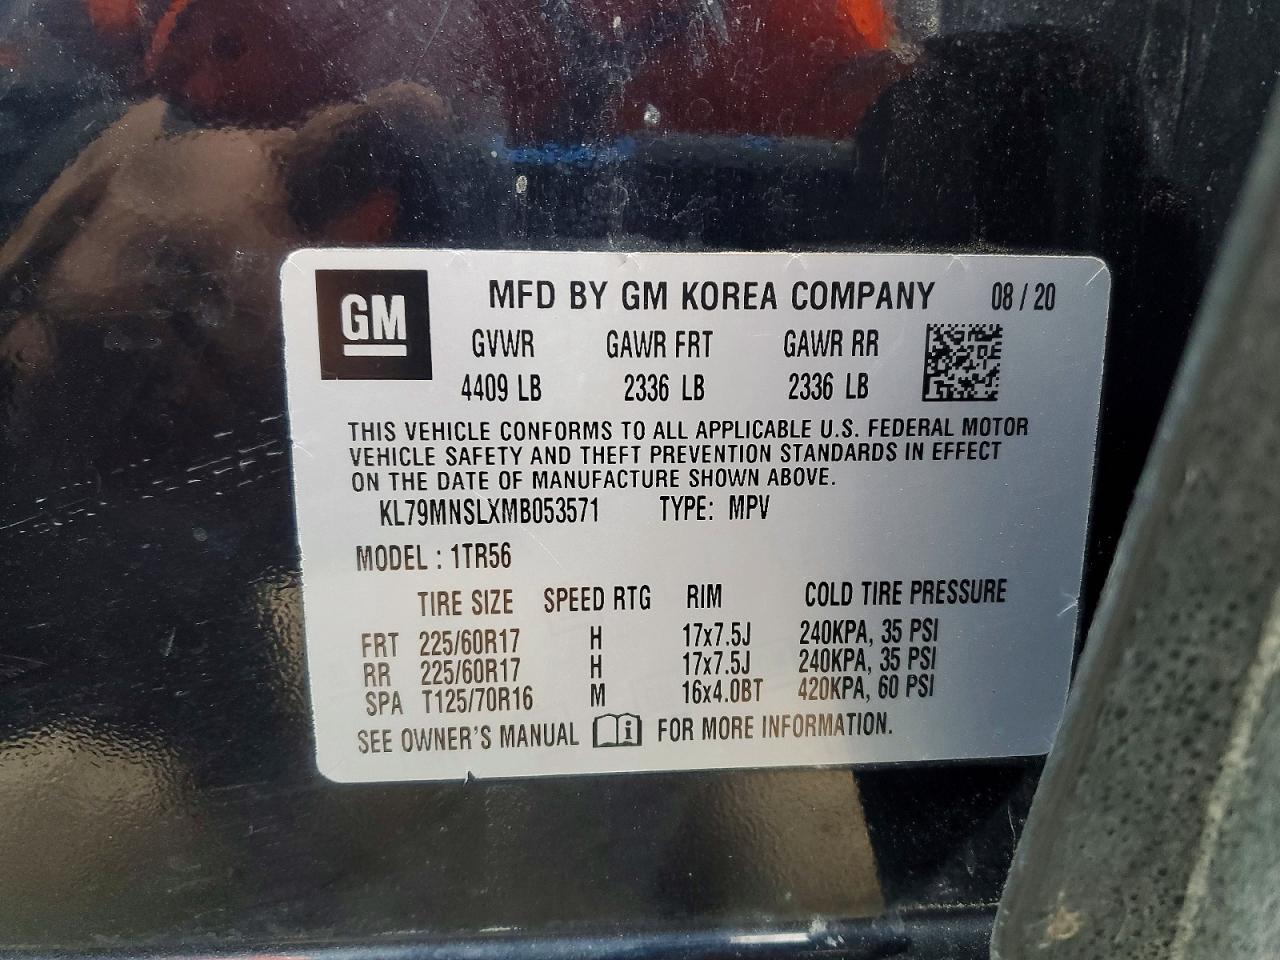 GM MFD BY GM KOREA COMPANY 08 / 20
GVWR GAWR FRT GAWR RR
4409 LB 2336 LB 2336 LB
THIS VEHICLE CONFORMS TO ALL APPLICABLE U.S. FEDERAL MOTOR
VEHICLE SAFETY AND THEFT PREVENTION STANDARDS IN EFFECT
ON THE DATE OF MANUFACTURE SHOWN ABOVE.
KL79MNSLXMB053571 TYPE: MPV
MODEL : 1TR56
TIRE SIZE SPEED RTG RIM COLD TIRE PRESSURE
FRT 225/60R17 H 17x7.5J 240KPA, 35 PSI
RR 225/60R17 H 17x7.5J 240KPA, 35 PSI
SPA T125/70R16 M 16x4.0BT 420KPA, 60 PSI
SEE OWNER'S MANUAL i FOR MORE INFORMATION.